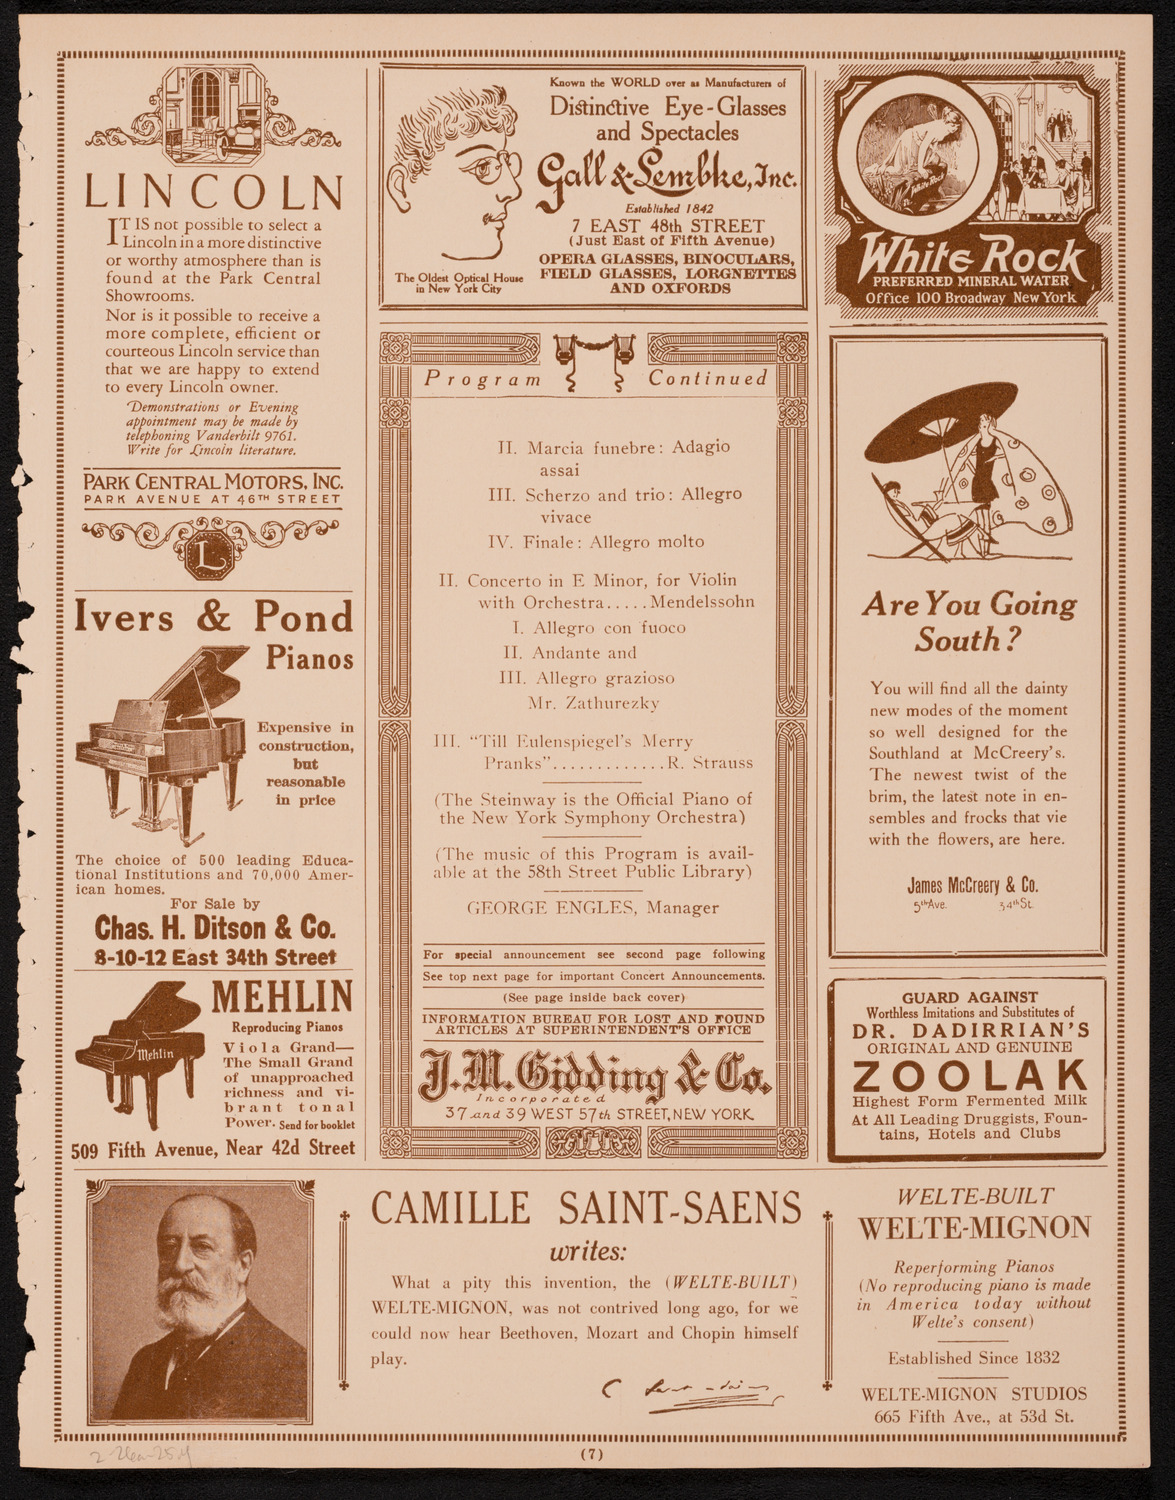 LINCOLN
IT IS not possible to select a
Lincoln in a more distinctive
or worthy atmosphere than is
found at the Park Central
Showrooms.
Nor is it possible to receive a
more complete, efficient or
courteous Lincoln service than
that we are happy to extend
to every Lincoln owner.
Demonstrations or Evening
appointment may be made by
telephoning Vanderbilt 9761.
Write for Lincoln literature.
PARK CENTRAL MOTORS, INC.
PARK AVENUE AT 46TH STREET
L
Ivers & Pond
Pianos
Expensive in
construction,
but
reasonable
in price
The choice of 500 leading Educa-
tional Institutions and 70,000 Amer-
ican homes.
For Sale by
Chas. H. Ditson & Co.
8-10-12 East 34th Street
MEHLIN
Reproducing Pianos
Mehlin
Viola Grand—
The Small Grand
of unapproached
richness and vi-
brant tonal
Power. Send for booklet
509 Fifth Avenue, Near 42d Street
Known the WORLD over as Manufacturers of
Distinctive Eye-Glasses
and Spectacles
Gall & Lembke, Inc.
Established 1842
7 EAST 48th STREET
(Just East of Fifth Avenue)
OPERA GLASSES, BINOCULARS,
FIELD GLASSES, LORGNETTES
AND OXFORDS
The Oldest Optical House
in New York City
Program Continued
II. Marcia funebre: Adagio
assai
III. Scherzo and trio: Allegro
vivace
IV. Finale: Allegro molto
II. Concerto in E Minor, for Violin
with Orchestra.....Mendelssohn
I. Allegro con fuoco
II. Andante and
III. Allegro grazioso
Mr. Zathurezky
III. "Till Eulenspiegel's Merry
Pranks".............R. Strauss
(The Steinway is the Official Piano of
the New York Symphony Orchestra)
(The music of this Program is avail-
able at the 58th Street Public Library)
GEORGE ENGLES, Manager
For special announcement see second page following
See top next page for important Concert Announcements.
(See page inside back cover)
INFORMATION BUREAU FOR LOST AND FOUND
ARTICLES AT SUPERINTENDENT'S OFFICE
J.M. Gidding & Co.
Incorporated
37 and 39 WEST 57th STREET, NEW YORK
White Rock
White Rock
PREFERRED MINERAL WATER
Office 100 Broadway New York
Are You Going
South?
You will find all the dainty
new modes of the moment
so well designed for the
Southland at McCreery's.
The newest twist of the
brim, the latest note in en-
sembles and frocks that vie
with the flowers, are here.
James McCreery & Co.
5th Ave. 34th St.
GUARD AGAINST
Worthless Imitations and Substitutes of
DR. DADIRRIAN'S
ORIGINAL AND GENUINE
ZOOLAK
Highest Form Fermented Milk
At All Leading Druggists, Foun-
tains, Hotels and Clubs
CAMILLE SAINT-SAENS
writes:
What a pity this invention, the (WELTE-BUILT)
WELTE-MIGNON, was not contrived long ago, for we
could now hear Beethoven, Mozart and Chopin himself
play.
WELTE-BUILT
WELTE-MIGNON
Reperforming Pianos
(No reproducing piano is made
in America today without
Welte's consent)
Established Since 1832
WELTE-MIGNON STUDIOS
665 Fifth Ave., at 53d St.
(7)